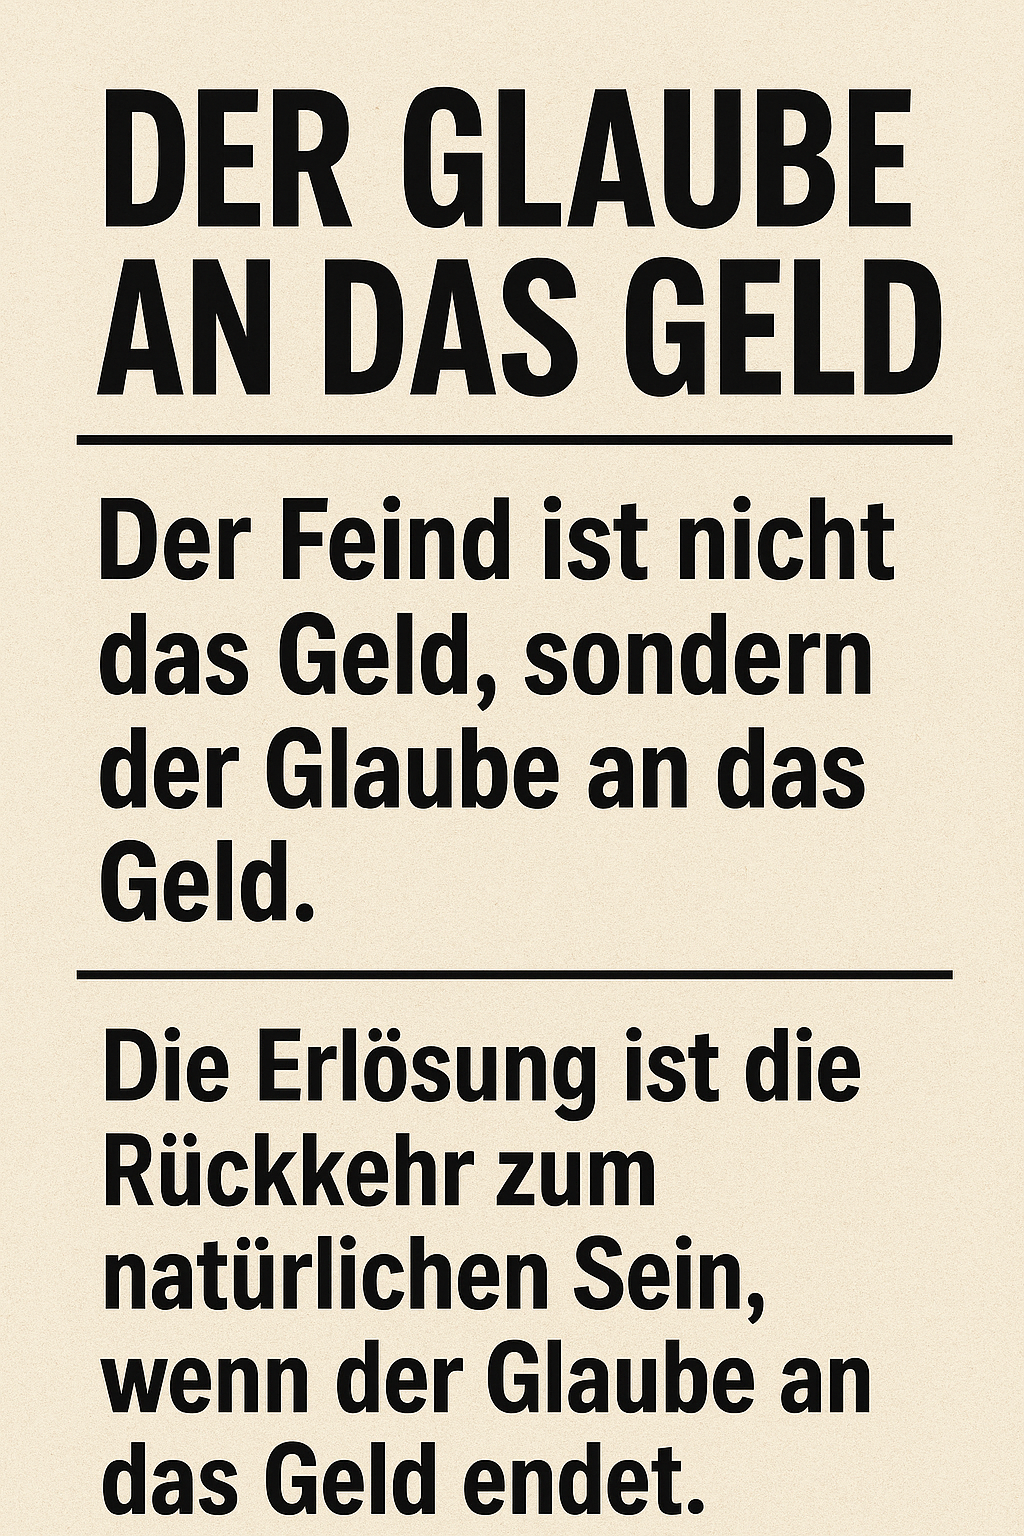 DER GLAUBE
AN DAS GELD
Der Feind ist nicht
das Geld, sondern
der Glaube an das
Geld.
Die Erlösung ist die
Rückkehr zum
natürlichen Sein,
wenn der Glaube an
das Geld endet.